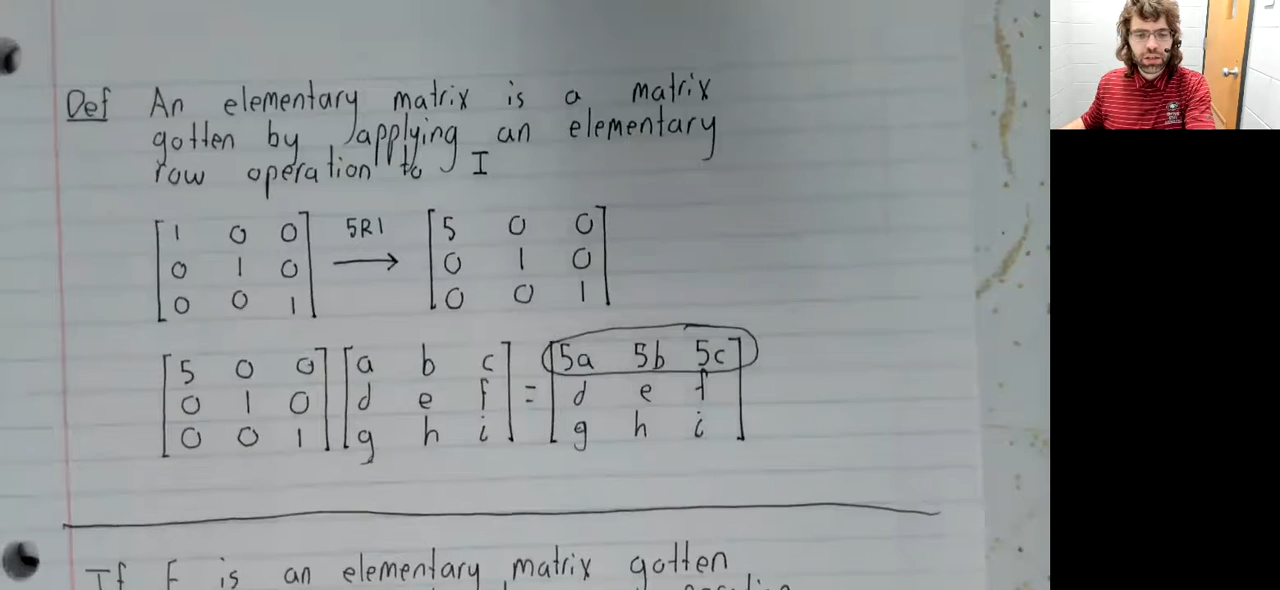 Def An elementary matrix is a matrix
gotten by applying an elementary
row operation to I
[1 0 0] 5R1 [5 0 0]
[0 1 0] → [0 1 0]
[0 0 1] [0 0 1]
[5 0 0] [a b c] [5a 5b 5c]
[0 1 0] [d e f] = [d e f]
[0 0 1] [g h i] [g h i]
If E is an elementary matrix gotten